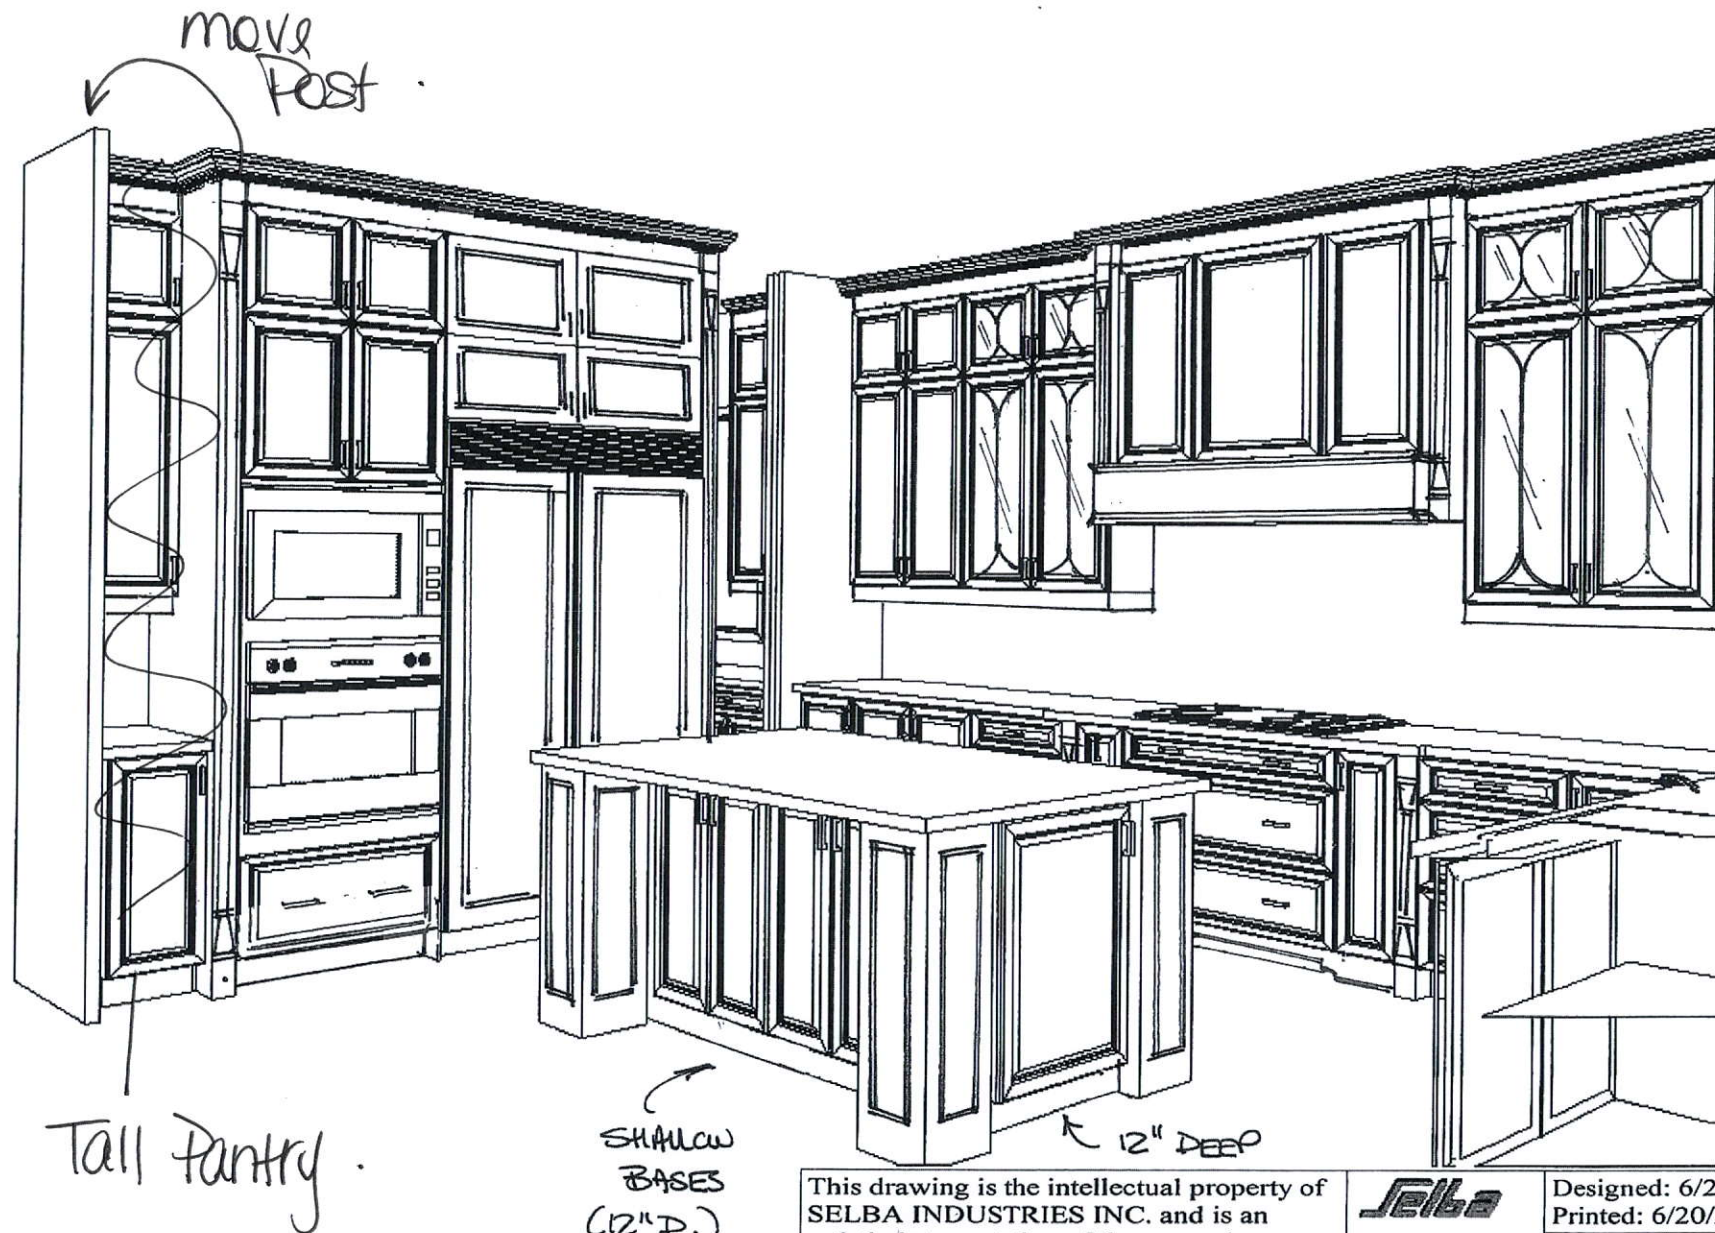 move
Post.
Tall Pantry.
SHALLOW
BASES
(12"D.)
12" DEEP
This drawing is the intellectual property of
SELBA INDUSTRIES INC. and is an
Selba
Designed: 6/2
Printed: 6/20/